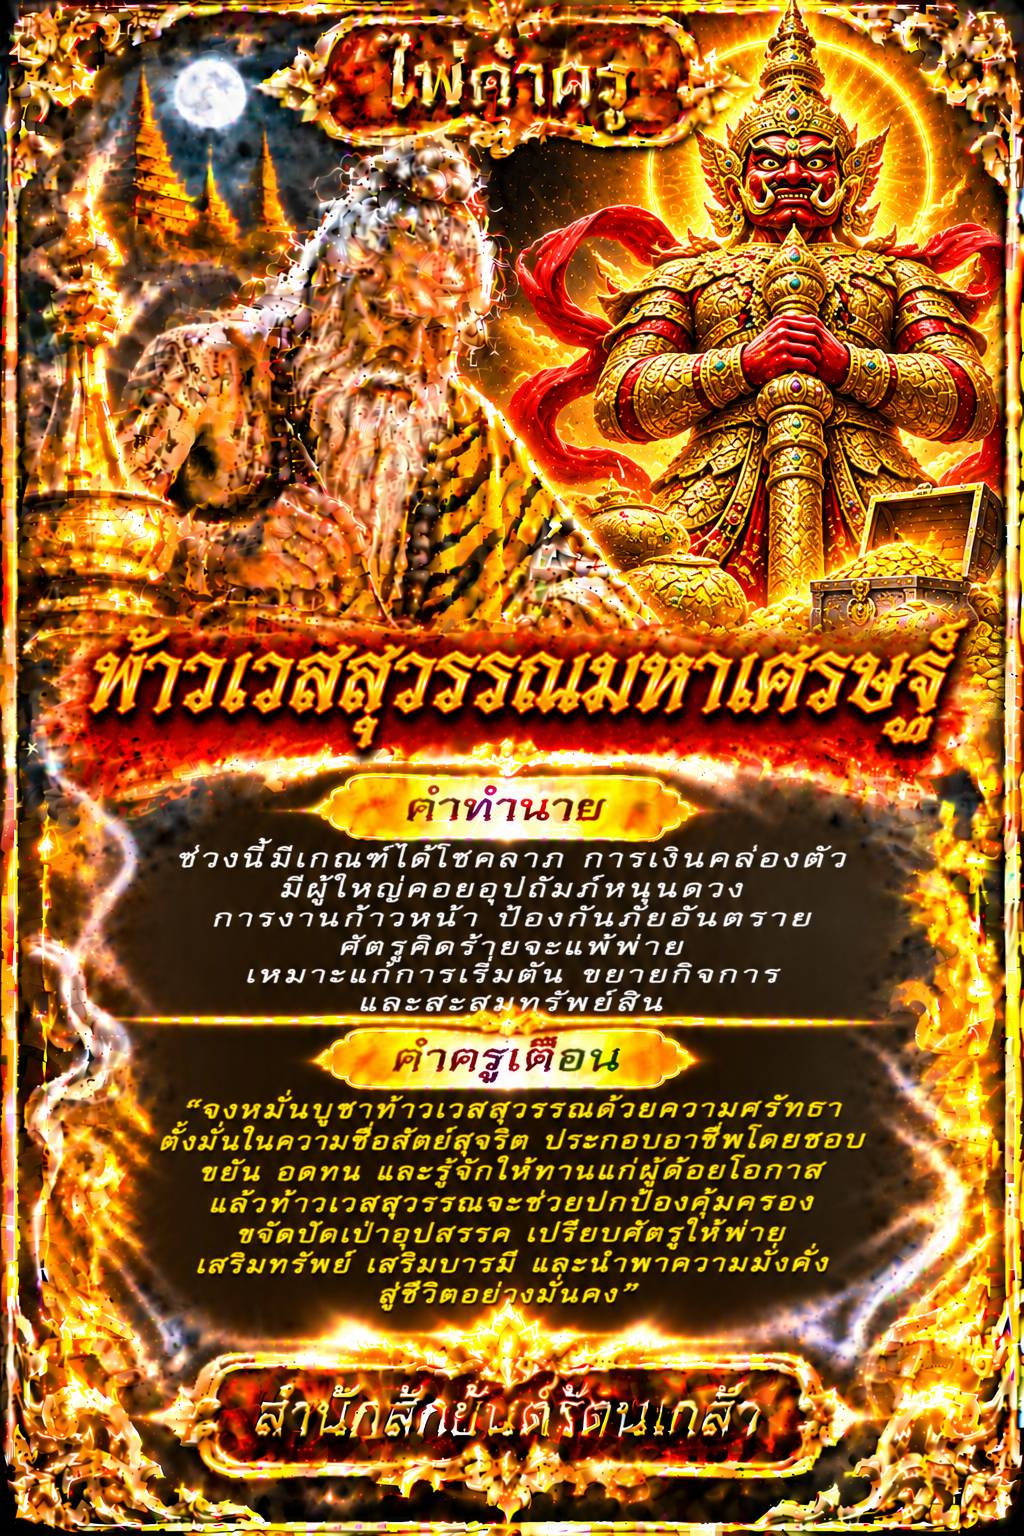 ไพ่คำครู
ท้าวเวสสุวรรณมหาเศรษฐี
คำทำนาย
ช่วงนี้มีเกณฑ์ได้โชคลาภ การเงินคล่องตัว
มีผู้ใหญ่คอยอุปถัมภ์หนุนดวง
การงานก้าวหน้า ป้องกันภัยอันตราย
ศัตรูคิดร้ายจะแพ้พ่าย
เหมาะแก่การเริ่มต้น ขยายกิจการ
และสะสมทรัพย์สิน
คำครูเตือน
“จงหมั่นบูชาท้าวเวสสุวรรณด้วยความศรัทธา
ตั้งมั่นในความซื่อสัตย์สุจริต ประกอบอาชีพโดยชอบ
ขยัน อดทน และรู้จักให้ทานแก่ผู้ด้อยโอกาส
แล้วท้าวเวสสุวรรณจะช่วยปกป้องคุ้มครอง
ขจัดปัดเป่าอุปสรรค เปรียบศัตรูให้พ่าย
เสริมทรัพย์ เสริมบารมี และนำพาความมั่งคั่ง
สู่ชีวิตอย่างมั่นคง”
สำนักสักยันต์รัตนเกล้า